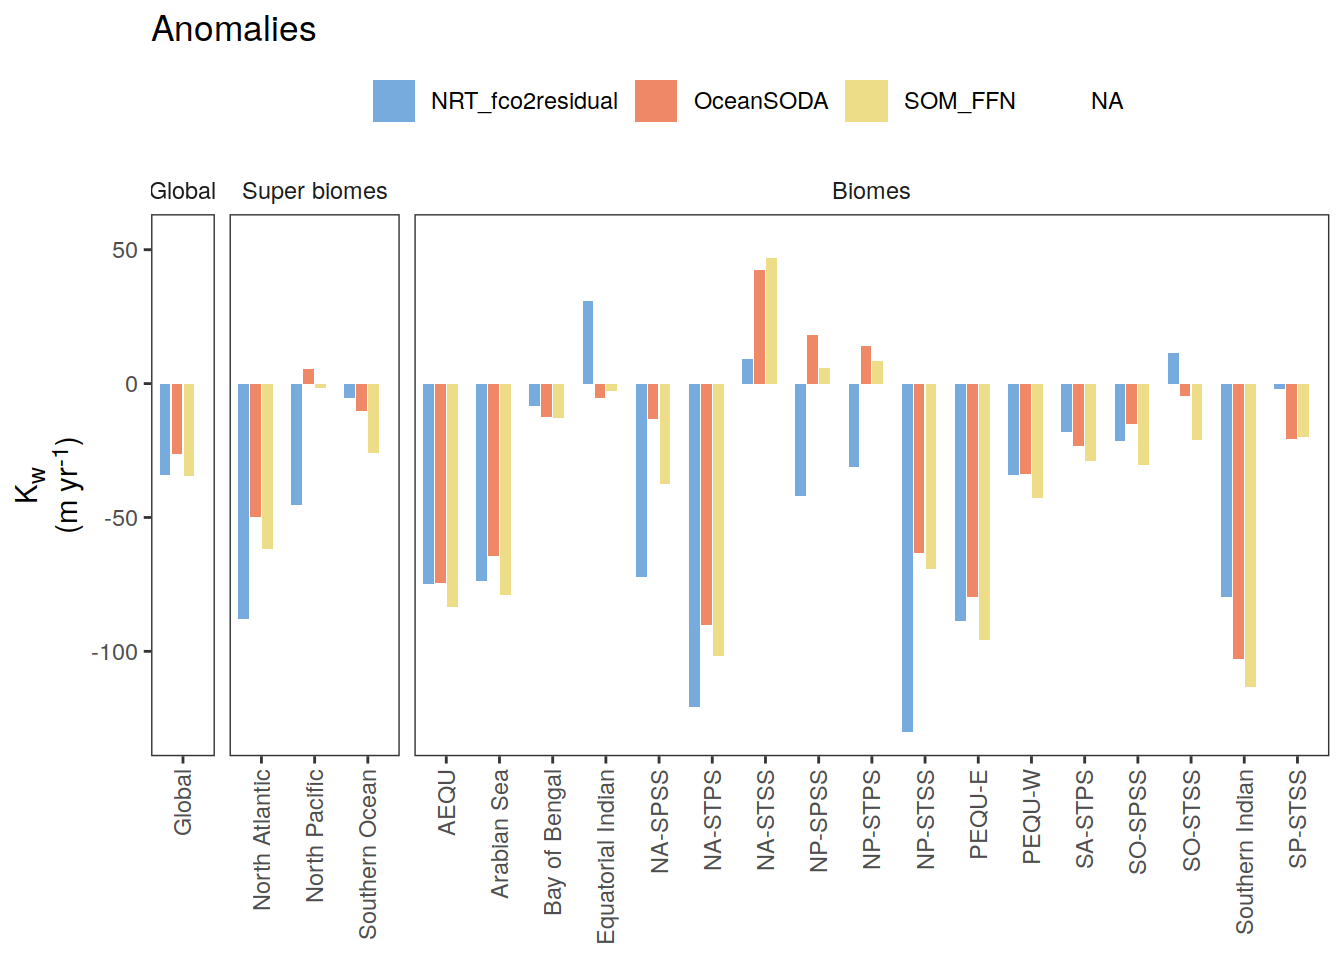 Anomalies
NRT_fco2residual OceanSODA SOM_FFN NA
Global Super biomes Biomes
50
0
-50
-100
Kw
(m yr-1)
Global
North Atlantic
North Pacific
Southern Ocean
AEQU
Arabian Sea
Bay of Bengal
Equatorial Indian
NA-SPSS
NA-STPS
NA-STSS
NP-SPSS
NP-STPS
NP-STSS
PEQU-E
PEQU-W
SA-STPS
SO-SPSS
SO-STSS
Southern Indian
SP-STSS